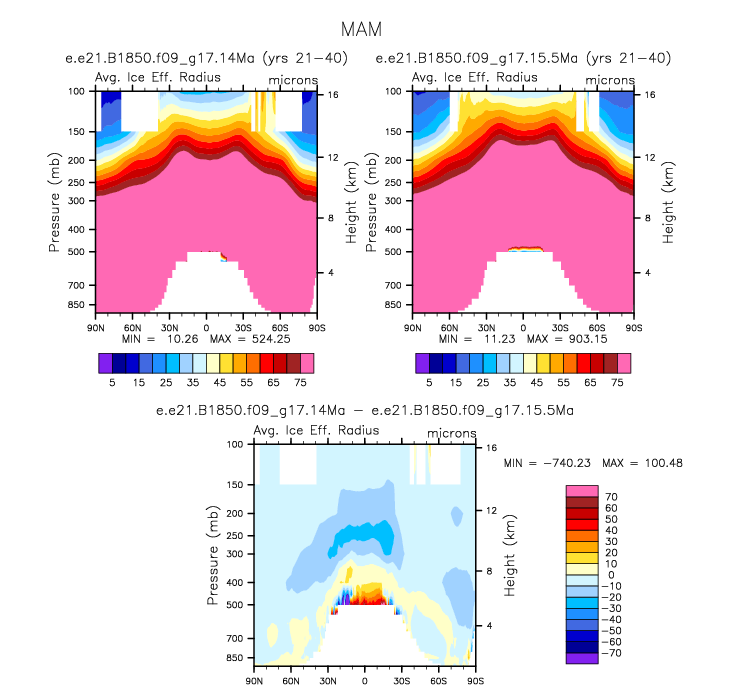 MAM
e.e21.B1850.f09_g17.14Ma (yrs 21-40)
e.e21.B1850.f09_g17.15.5Ma (yrs 21-40)
Avg. Ice Eff. Radius microns
Avg. Ice Eff. Radius microns
Pressure (mb)
100
150
200
250
300
400
500
700
850
90N 60N 30N 0 30S 60S 90S
16
12
8
4
Height (km)
MIN = 10.26 MAX = 524.25
5 15 25 35 45 55 65 75
Pressure (mb)
100
150
200
250
300
400
500
700
850
90N 60N 30N 0 30S 60S 90S
16
12
8
4
Height (km)
MIN = 11.23 MAX = 903.15
5 15 25 35 45 55 65 75
e.e21.B1850.f09_g17.14Ma - e.e21.B1850.f09_g17.15.5Ma
Avg. Ice Eff. Radius microns
Pressure (mb)
100
150
200
250
300
400
500
700
850
90N 60N 30N 0 30S 60S 90S
16
12
8
4
Height (km)
MIN = -740.23 MAX = 100.48
70
60
50
40
30
20
10
0
-10
-20
-30
-40
-50
-60
-70